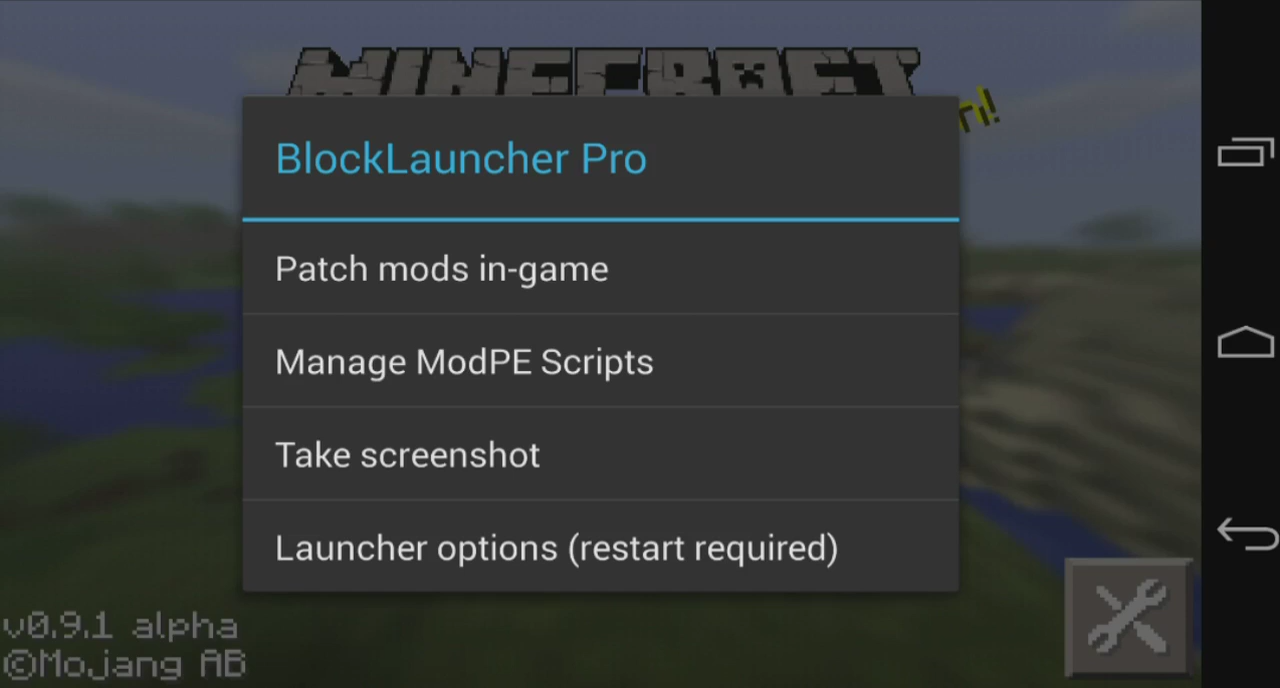 MINECRAFT
BlockLauncher Pro
Patch mods in-game
Manage ModPE Scripts
Take screenshot
Launcher options (restart required)
v0.9.1 alpha
©Mojang AB